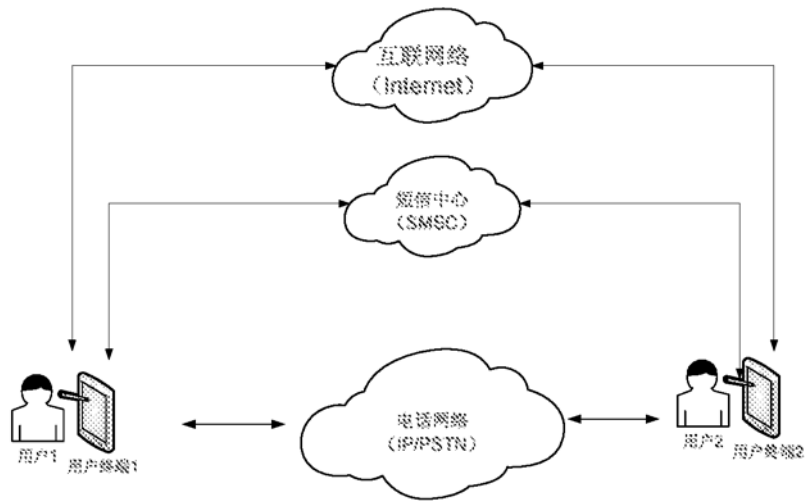 互联网络
（Internet）
短信中心
（SMSC）
电话网络
（IP/PSTN）
用户1
用户终端1
用户2
用户终端2